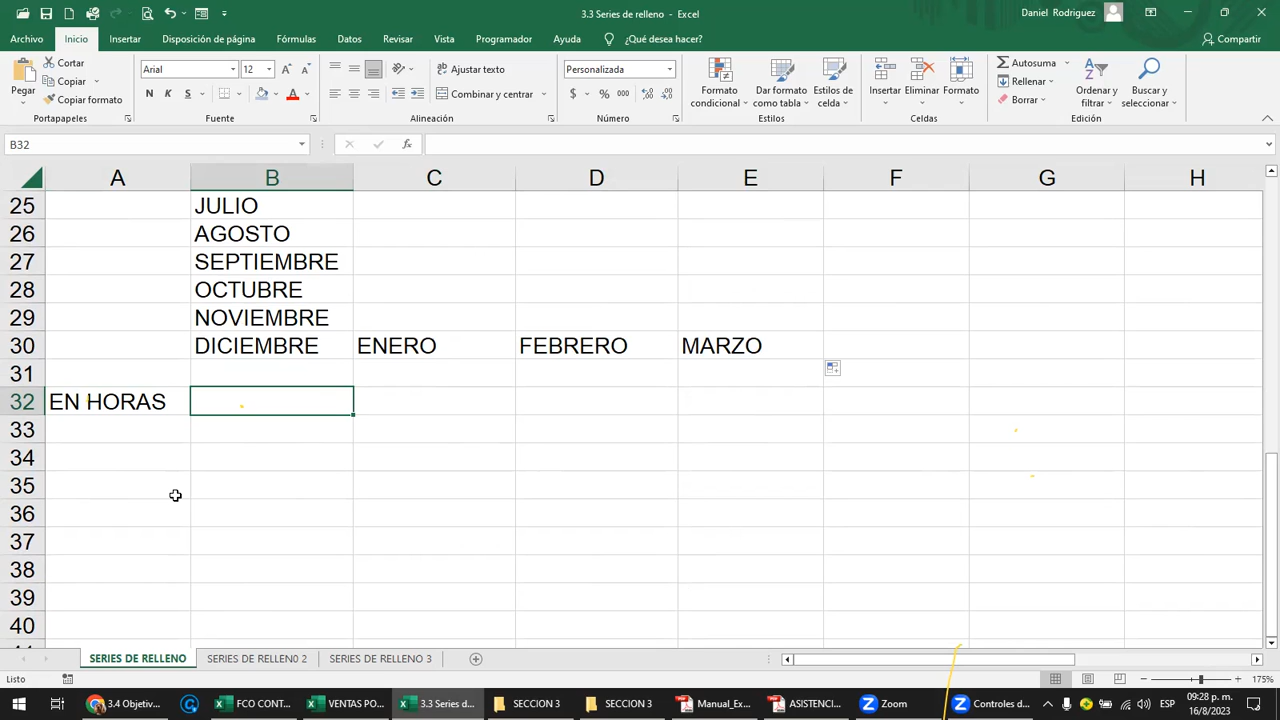 3.3 Series de relleno - Excel
Daniel Rodriguez
Archivo Inicio Insertar Disposición de página Fórmulas Datos Revisar Vista Programador Ayuda ¿Qué desea hacer? Compartir
Pegar
Cortar
Copiar
Copiar formato
Portapapeles
Arial 12
N K S
Fuente
Ajustar texto
Combinar y centrar
Alineación
Personalizada
$ % 000
Número
Formato condicional
Dar formato como tabla
Estilos de celda
Estilos
Insertar Eliminar Formato
Celdas
Autosuma
Rellenar
Borrar
Ordenar y filtrar
Buscar y seleccionar
Edición
B32 fx
A B C D E F G H
25 JULIO
26 AGOSTO
27 SEPTIEMBRE
28 OCTUBRE
29 NOVIEMBRE
30 DICIEMBRE ENERO FEBRERO MARZO
31
32 EN HORAS
33
34
35
36
37
38
39
40
SERIES DE RELLENO SERIES DE RELLEN0 2 SERIES DE RELLENO 3
Listo 175%
3.4 Objetiv... FCOCONT... VENTAS PO... 3.3 Series d... SECCION 3 SECCION 3 Manual_Ex... ASISTENCI... Zoom Controles d... ESP 09:28 p. m.
16/8/2023